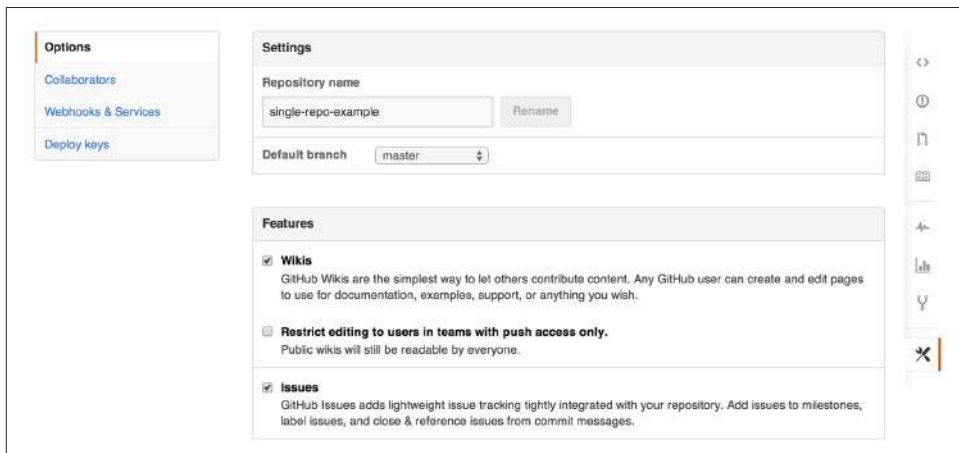 Options
Collaborators
Webhooks & Services
Deploy keys
Settings
Repository name
single-repo-example
Rename
Default branch
master
Features
Wikis
GitHub Wikis are the simplest way to let others contribute content. Any GitHub user can create and edit pages
to use for documentation, examples, support, or anything you wish.
Restrict editing to users in teams with push access only.
Public wikis will still be readable by everyone.
Issues
GitHub Issues adds lightweight issue tracking tightly integrated with your repository. Add issues to milestones,
label issues, and close & reference issues from commit messages.